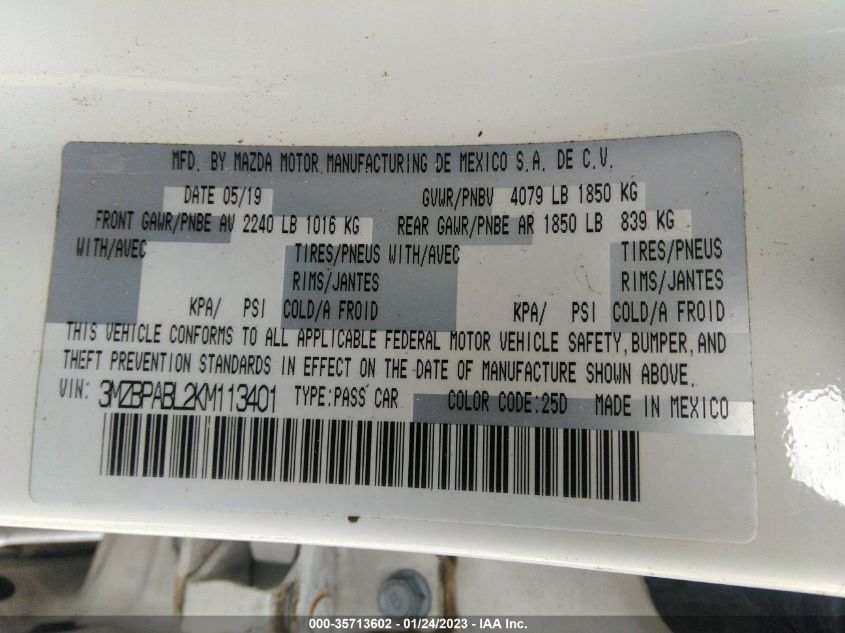 MFD. BY MAZDA MOTOR MANUFACTURING DE MEXICO S.A. DE C.V.
DATE 05/19 GVWR/PNBV 4079 LB 1850 KG
FRONT GAWR/PNBE AV 2240 LB 1016 KG REAR GAWR/PNBE AR 1850 LB 839 KG
WITH/AVEC TIRES/PNEUS WITH/AVEC TIRES/PNEUS
RIMS/JANTES RIMS/JANTES
KPA/ PSI COLD/A FROID KPA/ PSI COLD/A FROID
THIS VEHICLE CONFORMS TO ALL APPLICABLE FEDERAL MOTOR VEHICLE SAFETY, BUMPER, AND
THEFT PREVENTION STANDARDS IN EFFECT ON THE DATE OF MANUFACTURE SHOWN ABOVE.
VIN: 3MZBPABL2KM113401 TYPE:PASS CAR COLOR CODE:25D MADE IN MEXICO
000-35713602 - 01/24/2023 - IAA Inc.